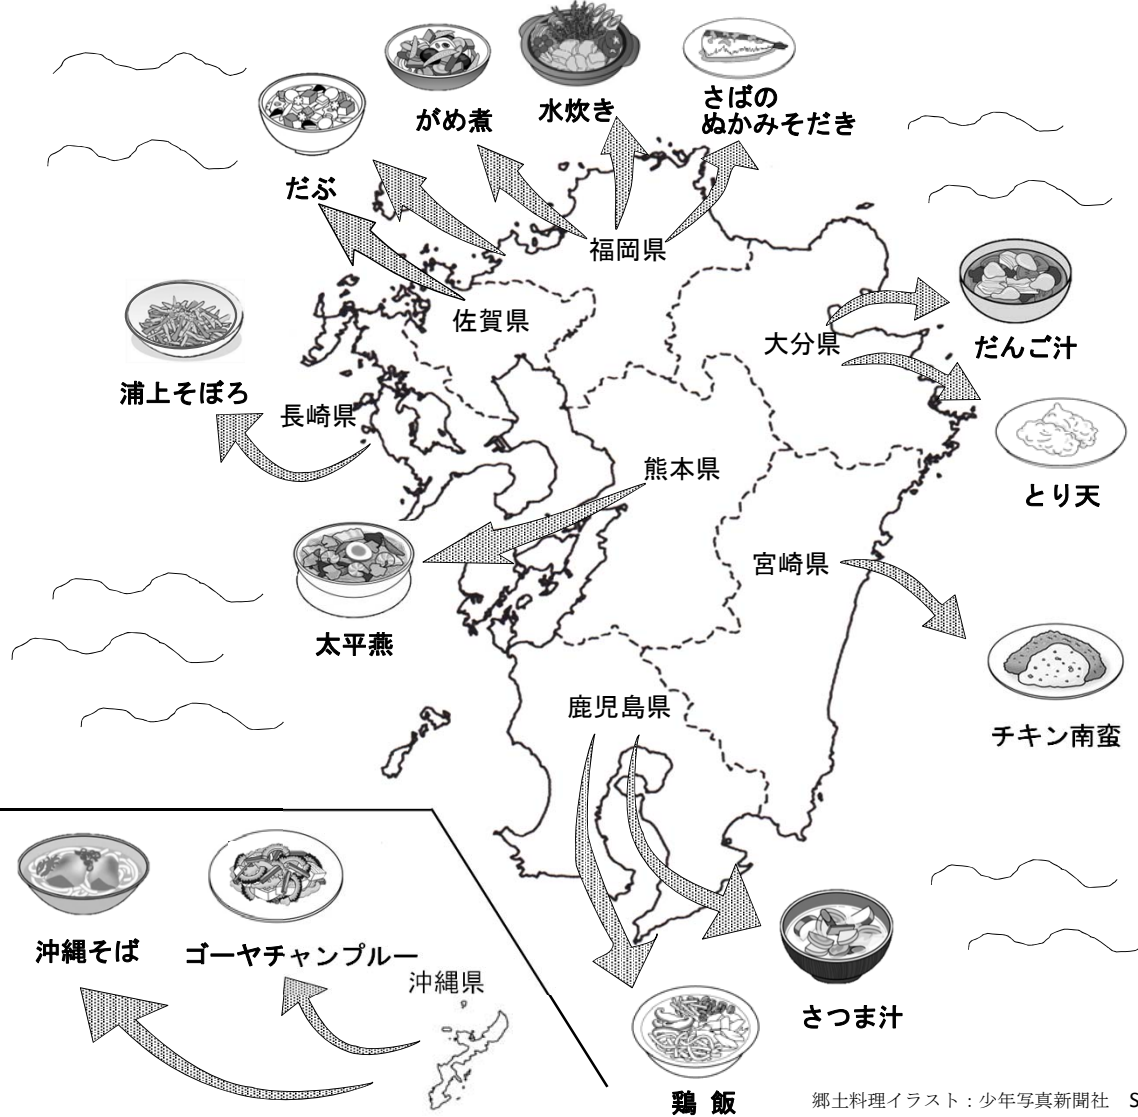 がめ煮
水炊き
さばの
ぬかみそだき
だぶ
福岡県
佐賀県
大分県
だんご汁
浦上そぼろ
長崎県
とり天
熊本県
宮崎県
太平燕
鹿児島県
チキン南蛮
沖縄そば
ゴーヤチャンプルー
沖縄県
さつま汁
鶏 飯
郷土料理イラスト：少年写真新聞社 S